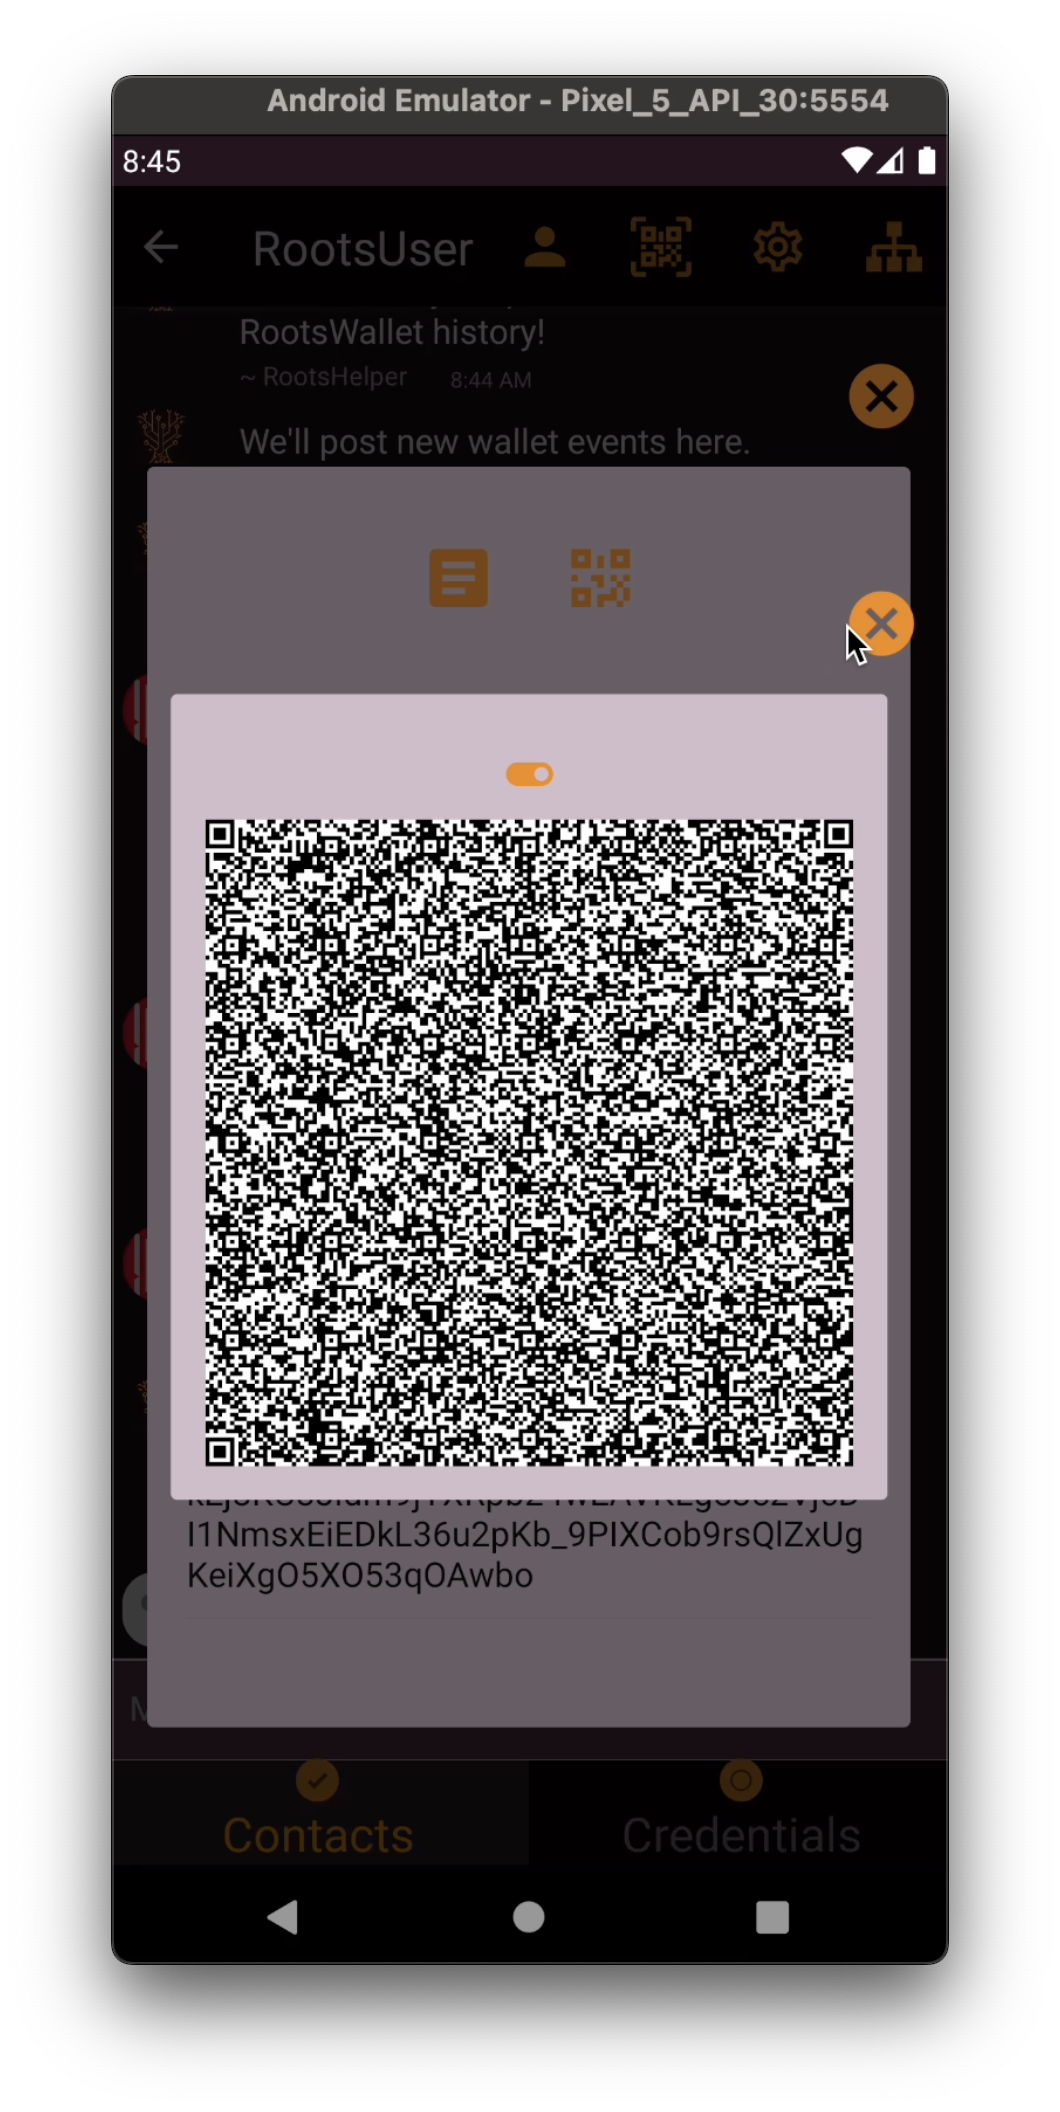 Android Emulator - Pixel_5_API_30:5554
8:45
RootsUser
RootsWallet history!
~ RootsHelper 8:44 AM
We'll post new wallet events here.
I1NmsxEiEDkL36u2pKb_9PIXCob9rsQlZxUg
KeiXgO5XO53qOAwbo
M
Contacts
Credentials